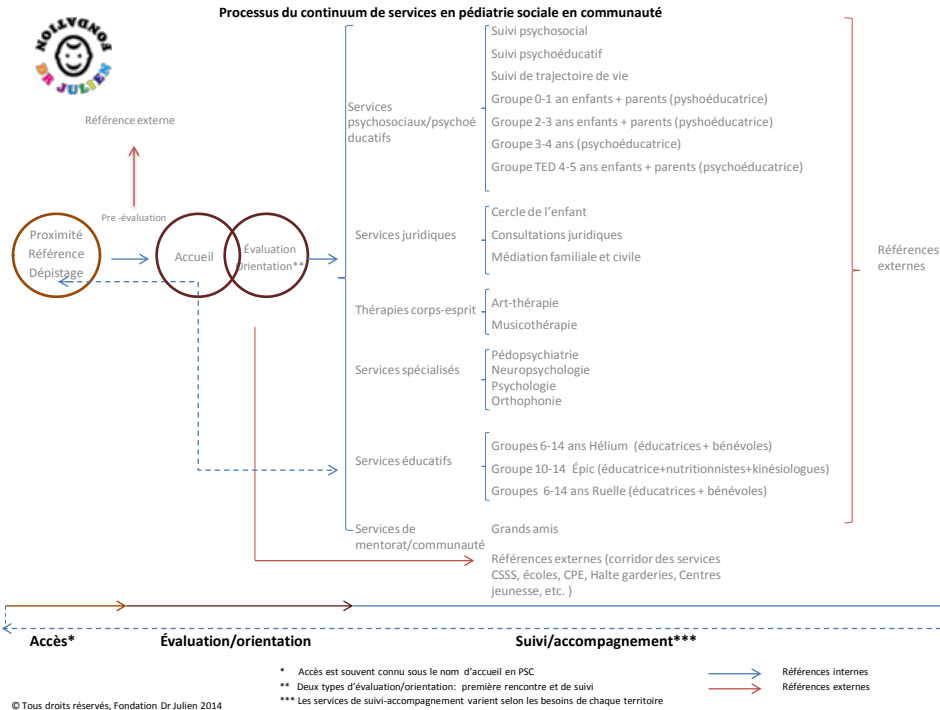 Processus du continuum de services en pédiatrie sociale en communauté
FONDATION
DR JULIEN
Référence externe
Pre -évaluation
Proximité
Référence
Dépistage
Accueil
Évaluation
Orientation**
Services
psychosociaux/psychoé
ducatifs
Suivi psychosocial
Suivi psychoéducatif
Suivi de trajectoire de vie
Groupe 0-1 an enfants + parents (pyshoéducatrice)
Groupe 2-3 ans enfants + parents (pyshoéducatrice)
Groupe 3-4 ans (psychoéducatrice)
Groupe TED 4-5 ans enfants + parents (psychoéducatrice)
Services juridiques
Cercle de l'enfant
Consultations juridiques
Médiation familiale et civile
Thérapies corps-esprit
Art-thérapie
Musicothérapie
Services spécialisés
Pédopsychiatrie
Neuropsychologie
Psychologie
Orthophonie
Services éducatifs
Groupes 6-14 ans Hélium (éducatrices + bénévoles)
Groupe 10-14 Épic (éducatrice+nutritionnistes+kinésiologues)
Groupes 6-14 ans Ruelle (éducatrices + bénévoles)
Services de
mentorat/communauté
Grands amis
Références externes (corridor des services
CSSS, écoles, CPE, Halte garderies, Centres
jeunesse, etc. )
Références
externes
Accès*
Évaluation/orientation
Suivi/accompagnement***
* Accès est souvent connu sous le nom d'accueil en PSC
** Deux types d'évaluation/orientation: première rencontre et de suivi
*** Les services de suivi-accompagnement varient selon les besoins de chaque territoire
Références internes
Références externes
© Tous droits réservés, Fondation Dr Julien 2014